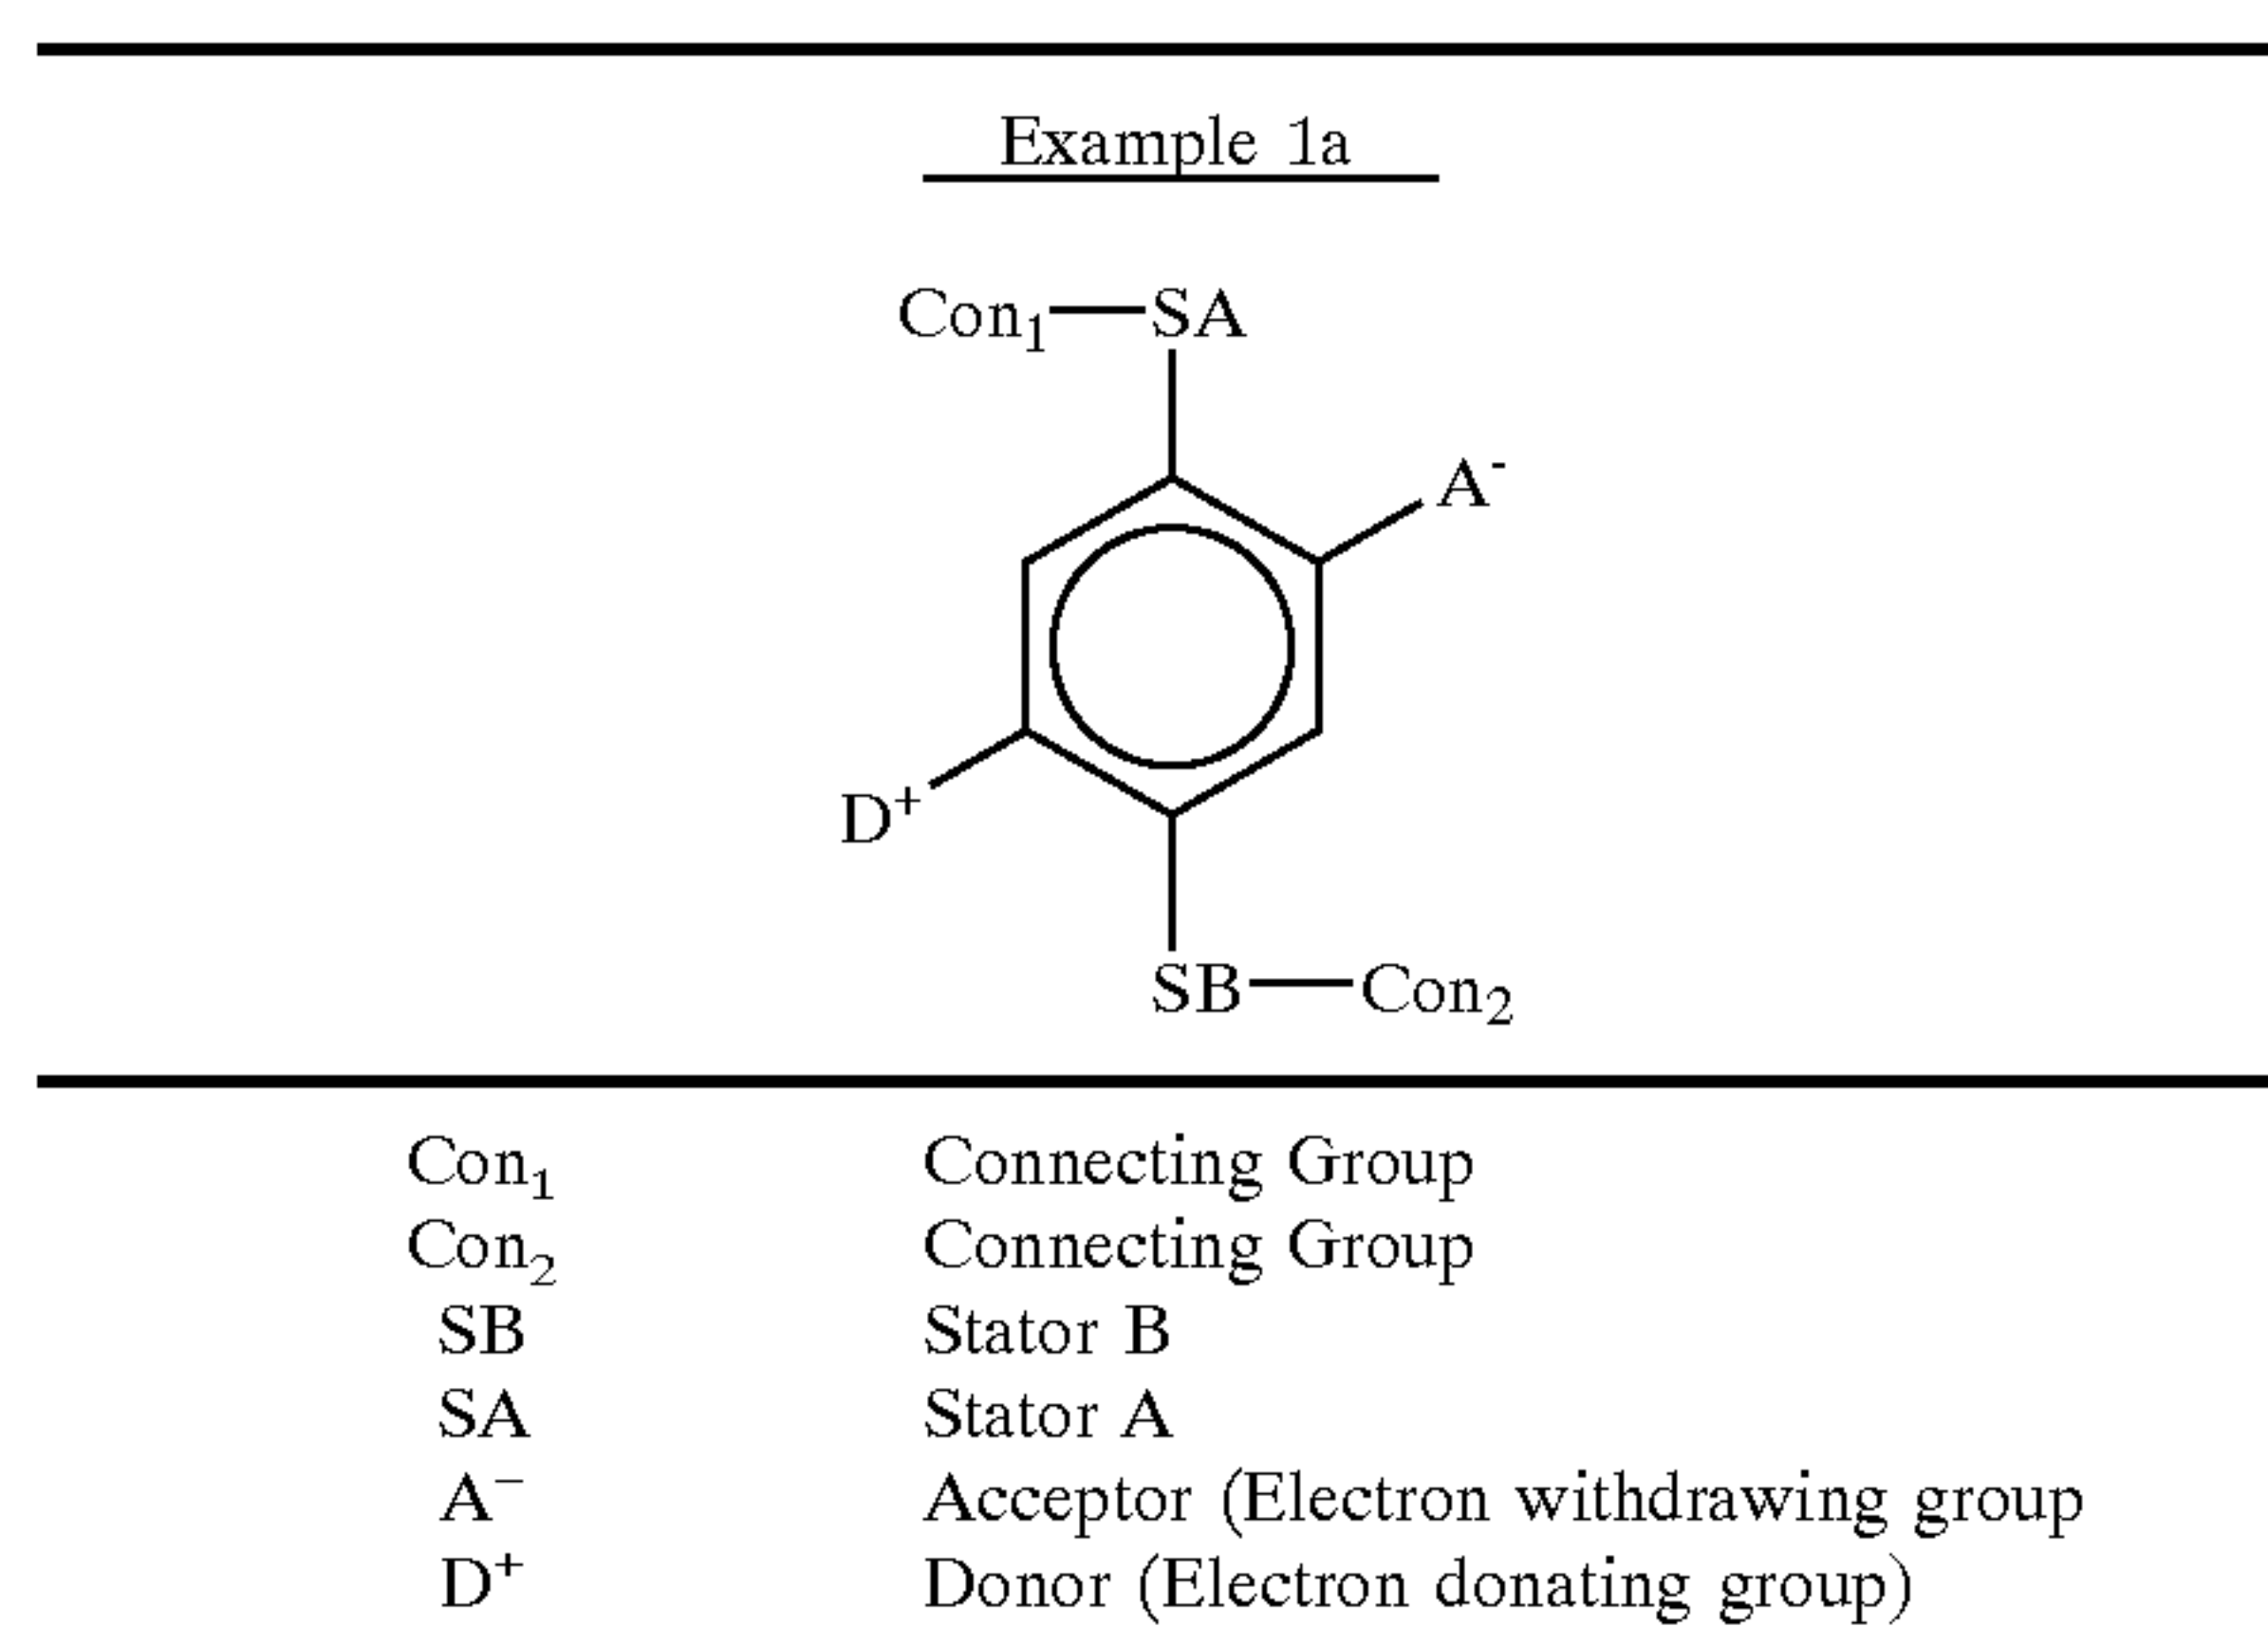 Example 1a
Con₁—SA
A⁻
D⁺
SB—Con₂
Con₁ Connecting Group
Con₂ Connecting Group
SB Stator B
SA Stator A
A⁻ Acceptor (Electron withdrawing group
D⁺ Donor (Electron donating group)